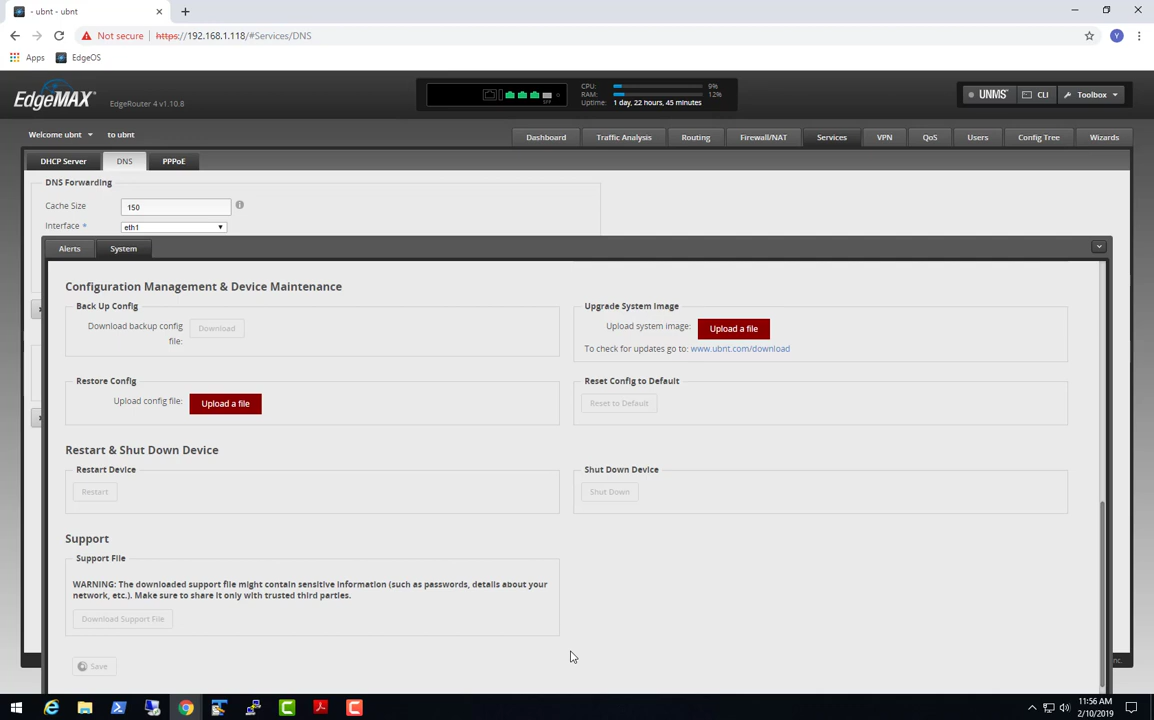 - ubnt - ubnt
Not secure https://192.168.1.118/#Services/DNS
Y
Apps EdgeOS
EdgeMAX EdgeRouter 4 v1.10.8
SFP
CPU: 9%
RAM: 12%
Uptime: 1 day, 22 hours, 45 minutes
UNMS CLI Toolbox
Welcome ubnt to ubnt
Dashboard Traffic Analysis Routing Firewall/NAT Services VPN QoS Users Config Tree Wizards
DHCP Server DNS PPPoE
DNS Forwarding
Cache Size 150
Interface * eth1
Alerts System
Configuration Management & Device Maintenance
Back Up Config
Download backup config file: Download
Upgrade System Image
Upload system image: Upload a file
To check for updates go to: www.ubnt.com/download
Restore Config
Upload config file: Upload a file
Reset Config to Default
Reset to Default
Restart & Shut Down Device
Restart Device
Restart
Shut Down Device
Shut Down
Support
Support File
WARNING: The downloaded support file might contain sensitive information (such as passwords, details about your
network, etc.). Make sure to share it only with trusted third parties.
Download Support File
Save
nc.
11:56 AM
2/10/2019